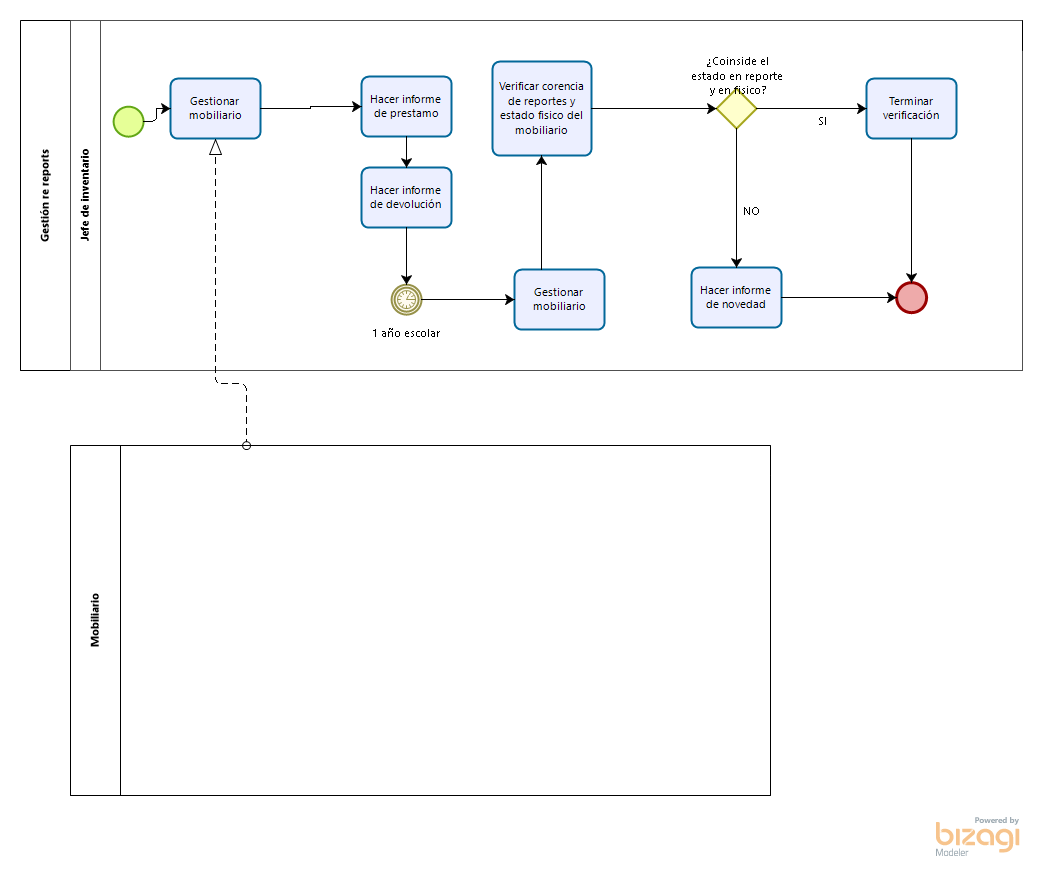 Gestión re reports
Jefe de inventario
Gestionar
mobiliario
Hacer informe
de prestamo
Hacer informe
de devolución
1 año escolar
Gestionar
mobiliario
Verificar corencia
de reportes y
estado fisico del
mobiliario
¿Coinside el
estado en reporte
y en fisico?
SI
NO
Terminar
verificación
Hacer informe
de novedad
Mobiliario
Powered by
bizagi
Modeler